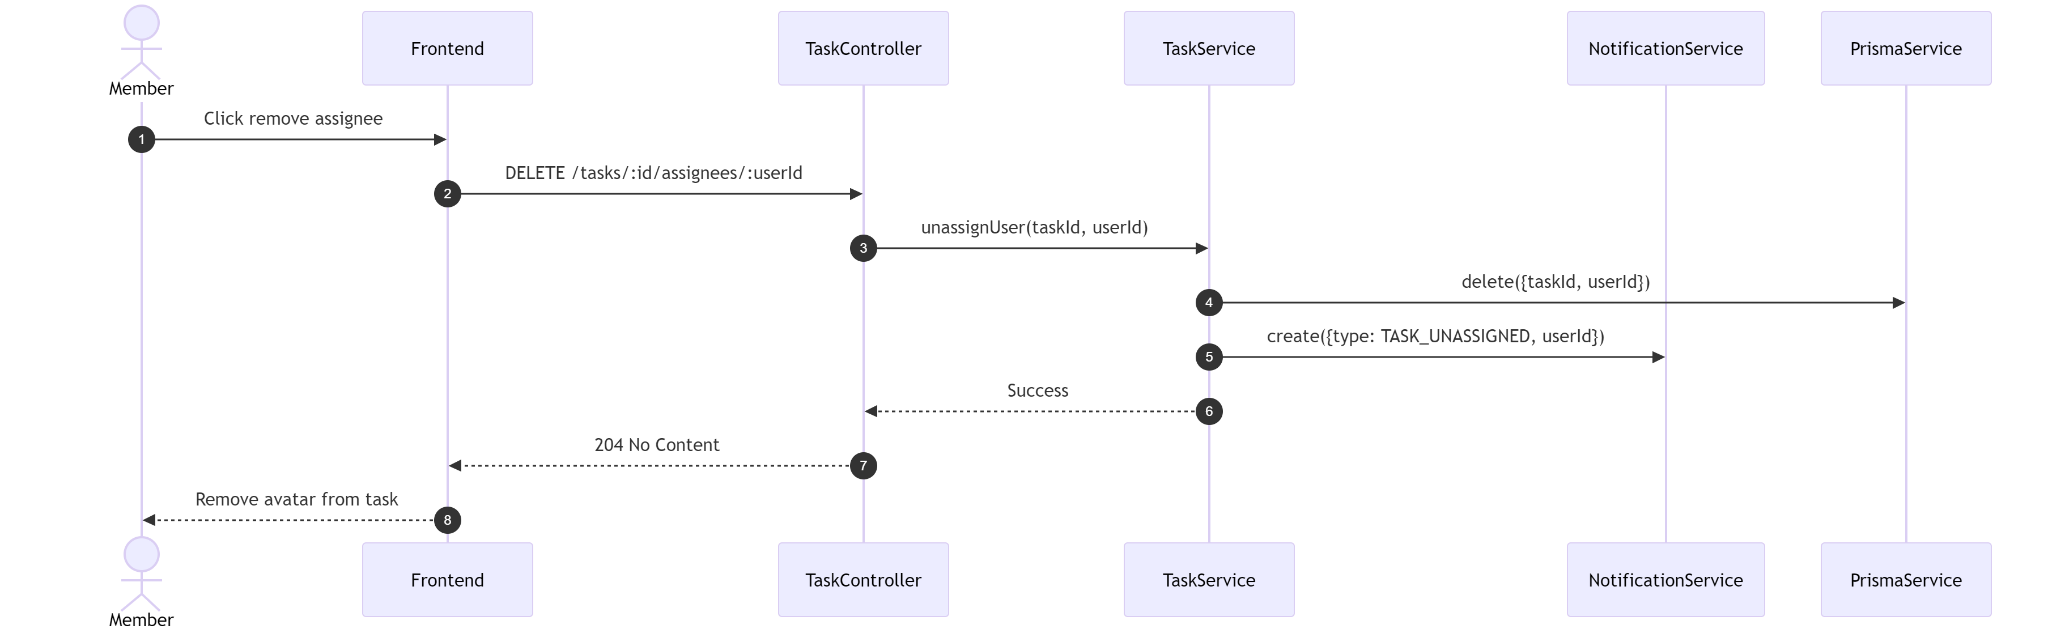 Member
Frontend
TaskController
TaskService
NotificationService
PrismaService
Click remove assignee
1
DELETE /tasks/:id/assignees/:userId
2
unassignUser(taskId, userId)
3
delete({taskId, userId})
4
create({type: TASK_UNASSIGNED, userId})
5
Success
6
204 No Content
7
Remove avatar from task
8
Member
Frontend
TaskController
TaskService
NotificationService
PrismaService